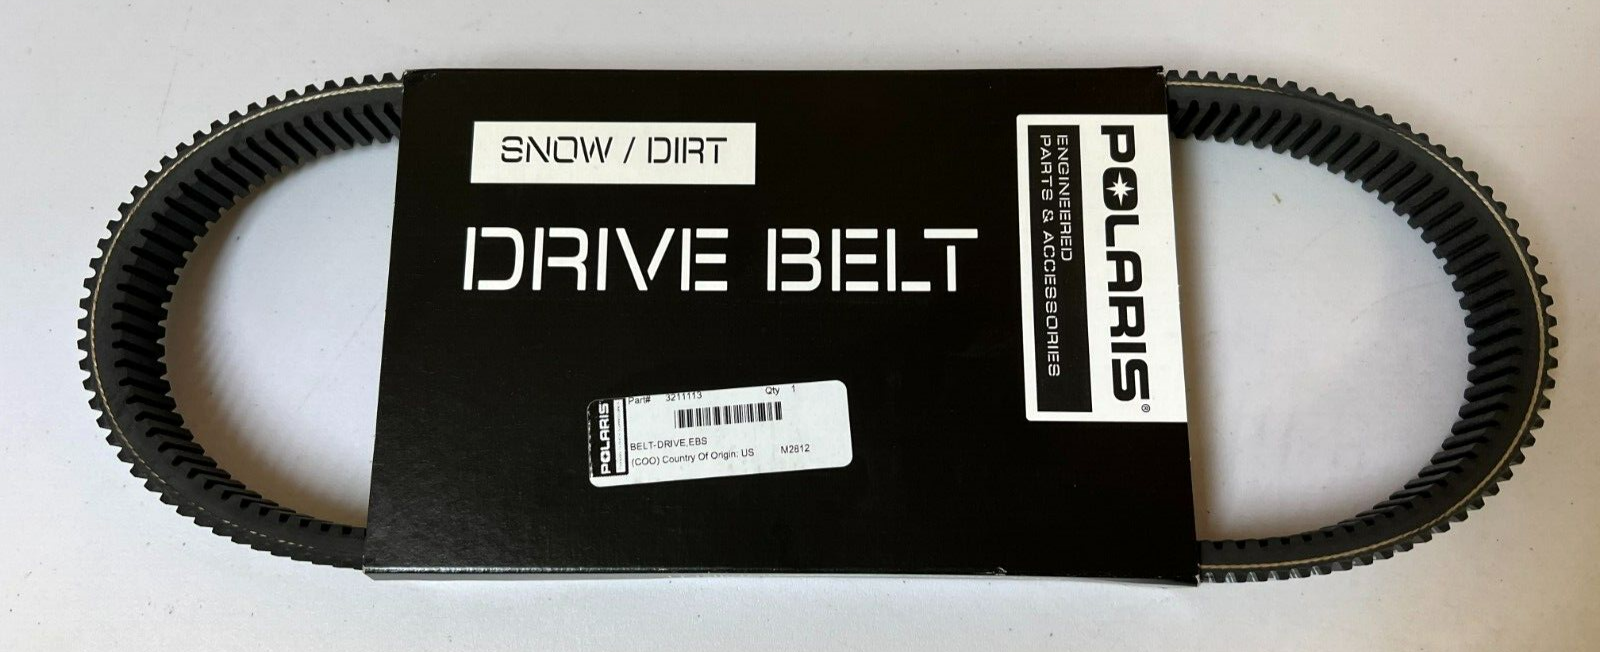 SNOW / DIRT
DRIVE BELT
POLARIS®
ENGINEERED
PARTS & ACCESSORIES
POLARIS
Part# 3211113 Qty 1
BELT-DRIVE,EBS
(COO) Country Of Origin: US M2612